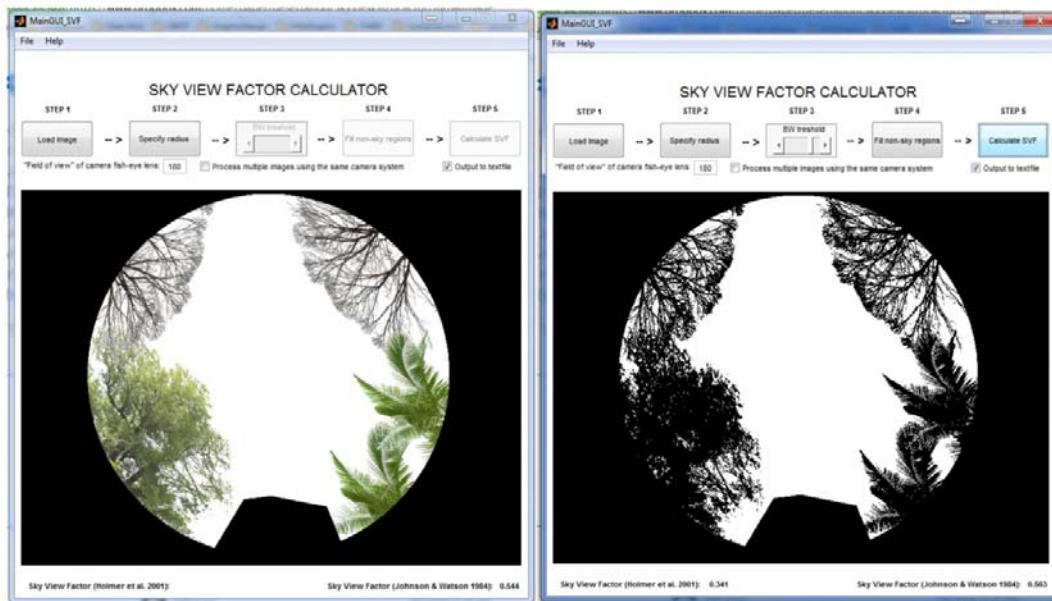 MainGUI_SVF
File Help
SKY VIEW FACTOR CALCULATOR
STEP 1 STEP 2 STEP 3 STEP 4 STEP 5
Load Image --> Specify radius --> BW treshold --> Fill non-sky regions --> Calculate SVF
"Field of view" of camera fish-eye lens: 180 Process multiple images using the same camera system Output to textfile
Sky View Factor (Holmer et al. 2001): Sky View Factor (Johnson & Watson 1984): 0.544
MainGUI_SVF
File Help
SKY VIEW FACTOR CALCULATOR
STEP 1 STEP 2 STEP 3 STEP 4 STEP 5
Load Image --> Specify radius --> BW treshold --> Fill non-sky regions --> Calculate SVF
"Field of view" of camera fish-eye lens: 180 Process multiple images using the same camera system Output to textfile
Sky View Factor (Holmer et al. 2001): 0.341 Sky View Factor (Johnson & Watson 1984): 0.563